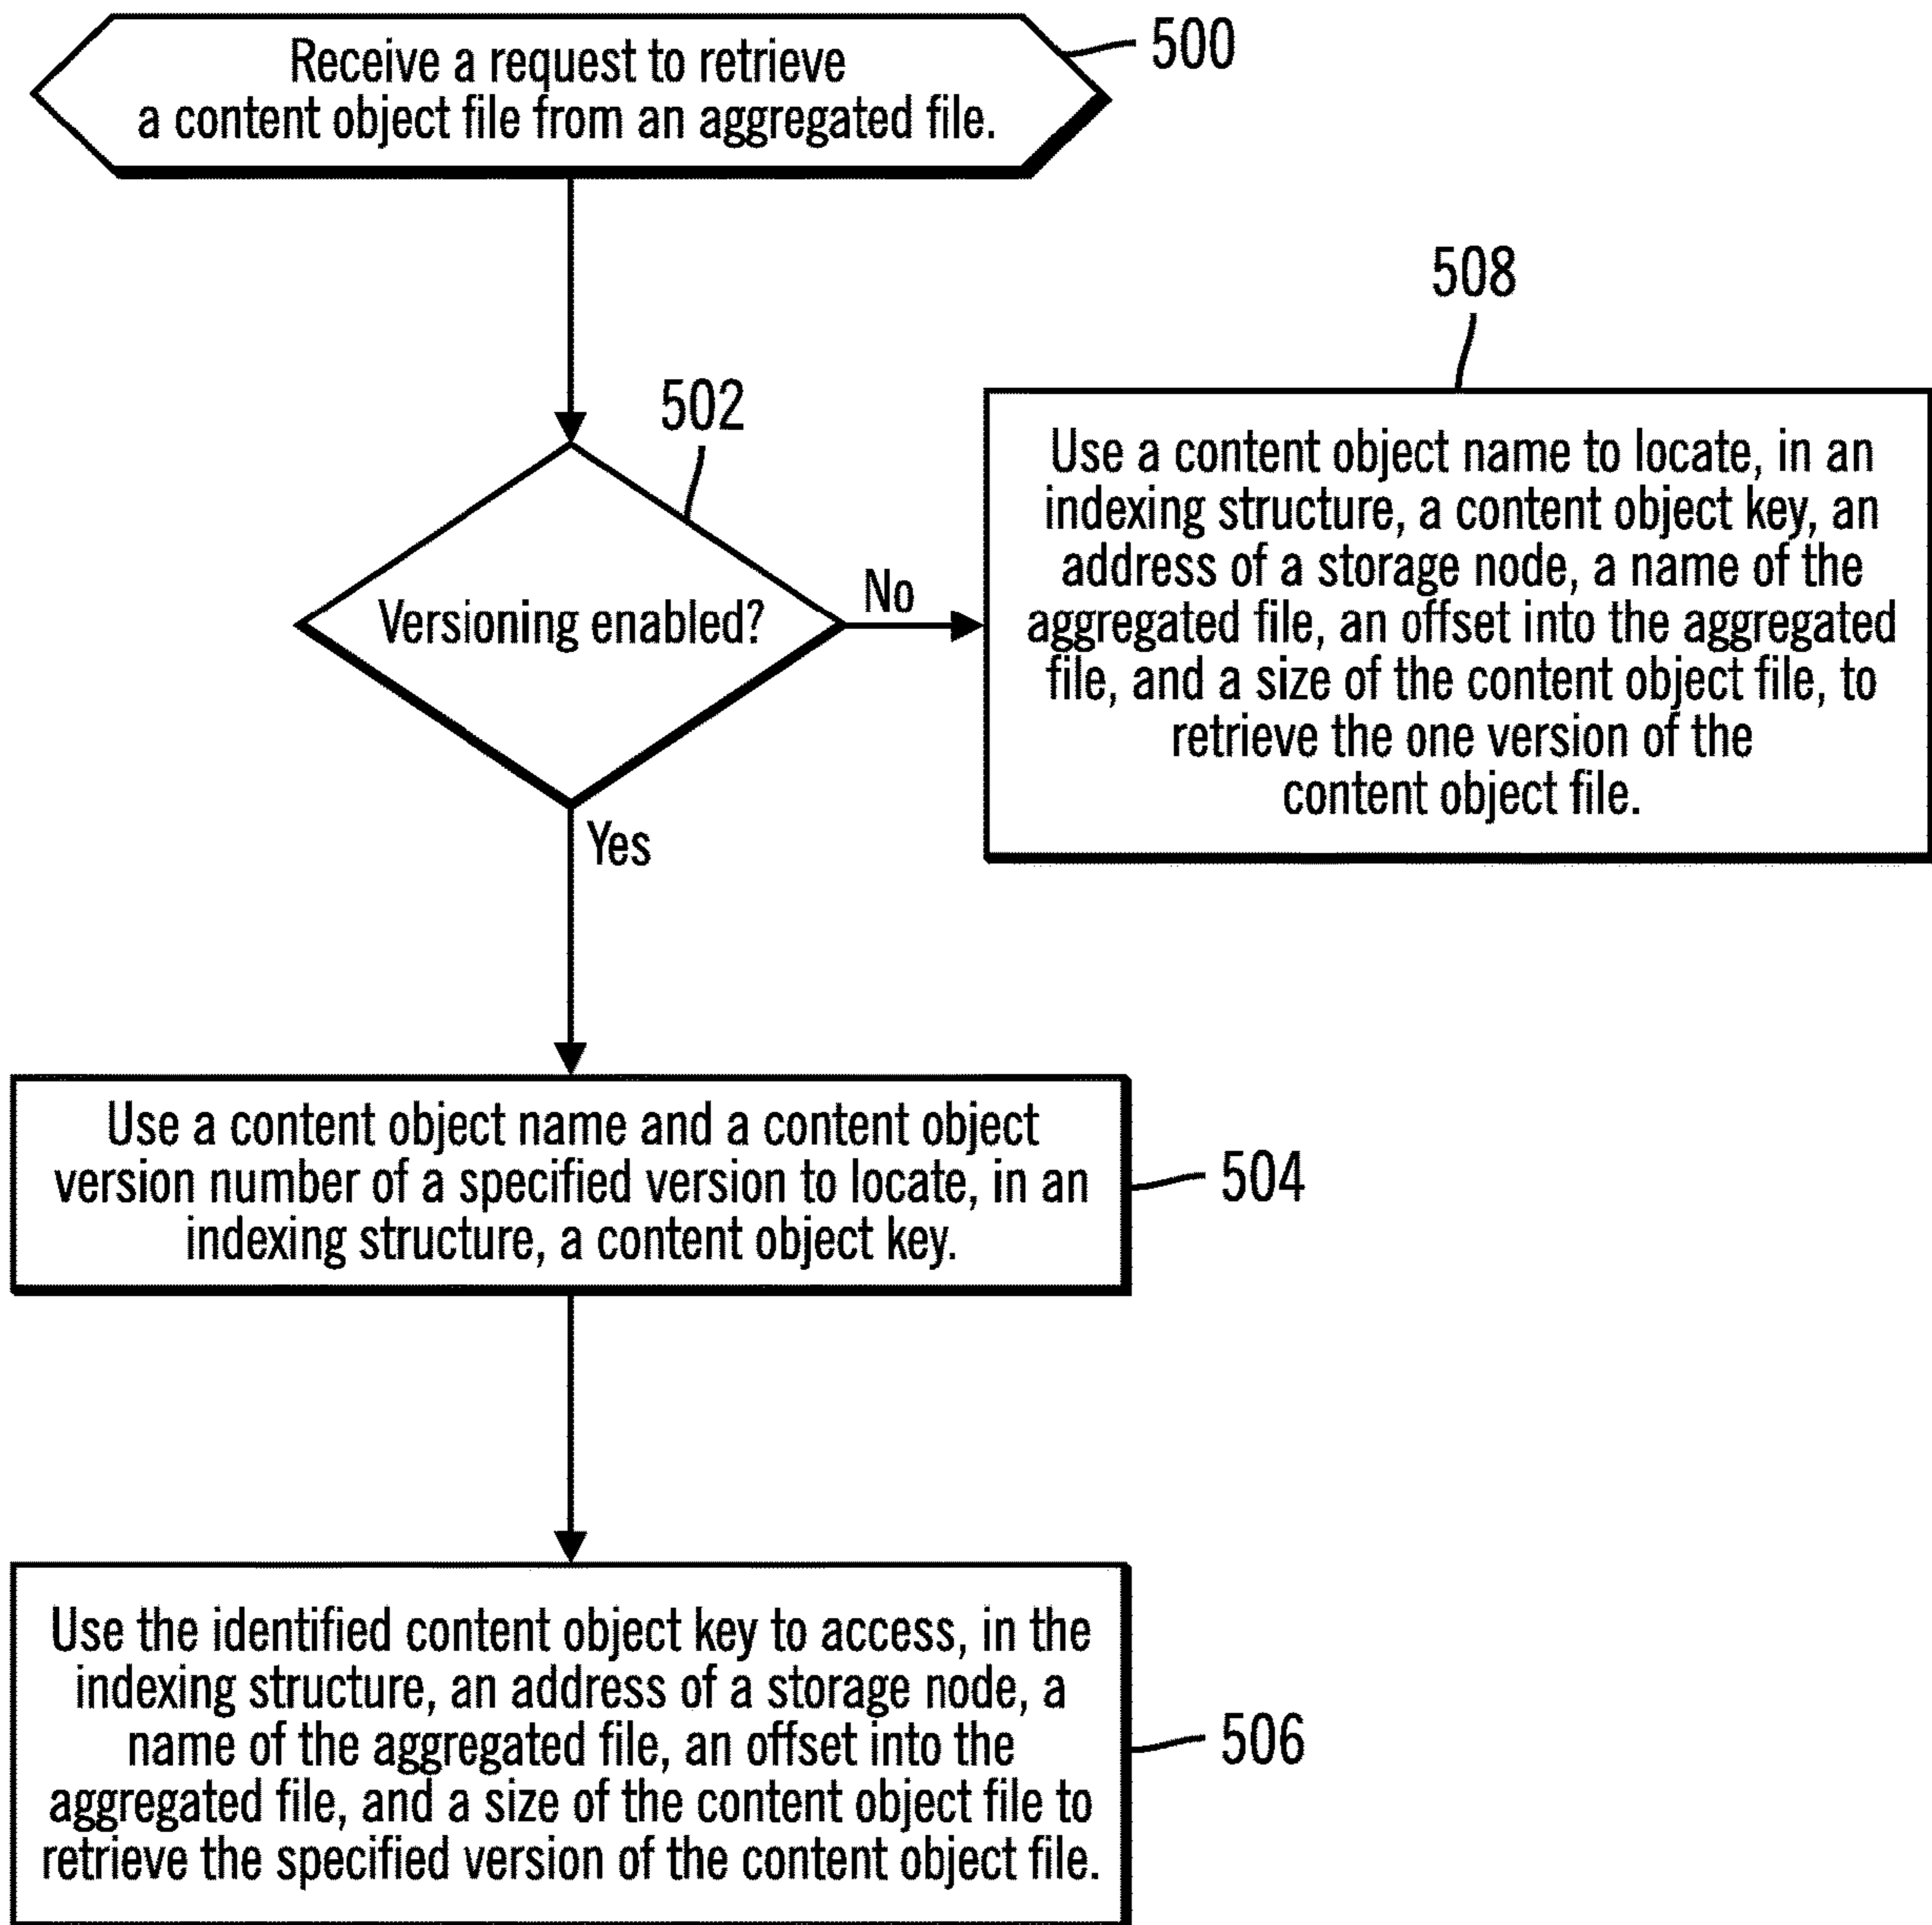 Receive a request to retrieve
a content object file from an aggregated file.
500
502
Versioning enabled?
No
Yes
508
Use a content object name to locate, in an
indexing structure, a content object key, an
address of a storage node, a name of the
aggregated file, an offset into the aggregated
file, and a size of the content object file, to
retrieve the one version of the
content object file.
Use a content object name and a content object
version number of a specified version to locate, in an
indexing structure, a content object key.
504
Use the identified content object key to access, in the
indexing structure, an address of a storage node, a
name of the aggregated file, an offset into the
aggregated file, and a size of the content object file to
retrieve the specified version of the content object file.
506